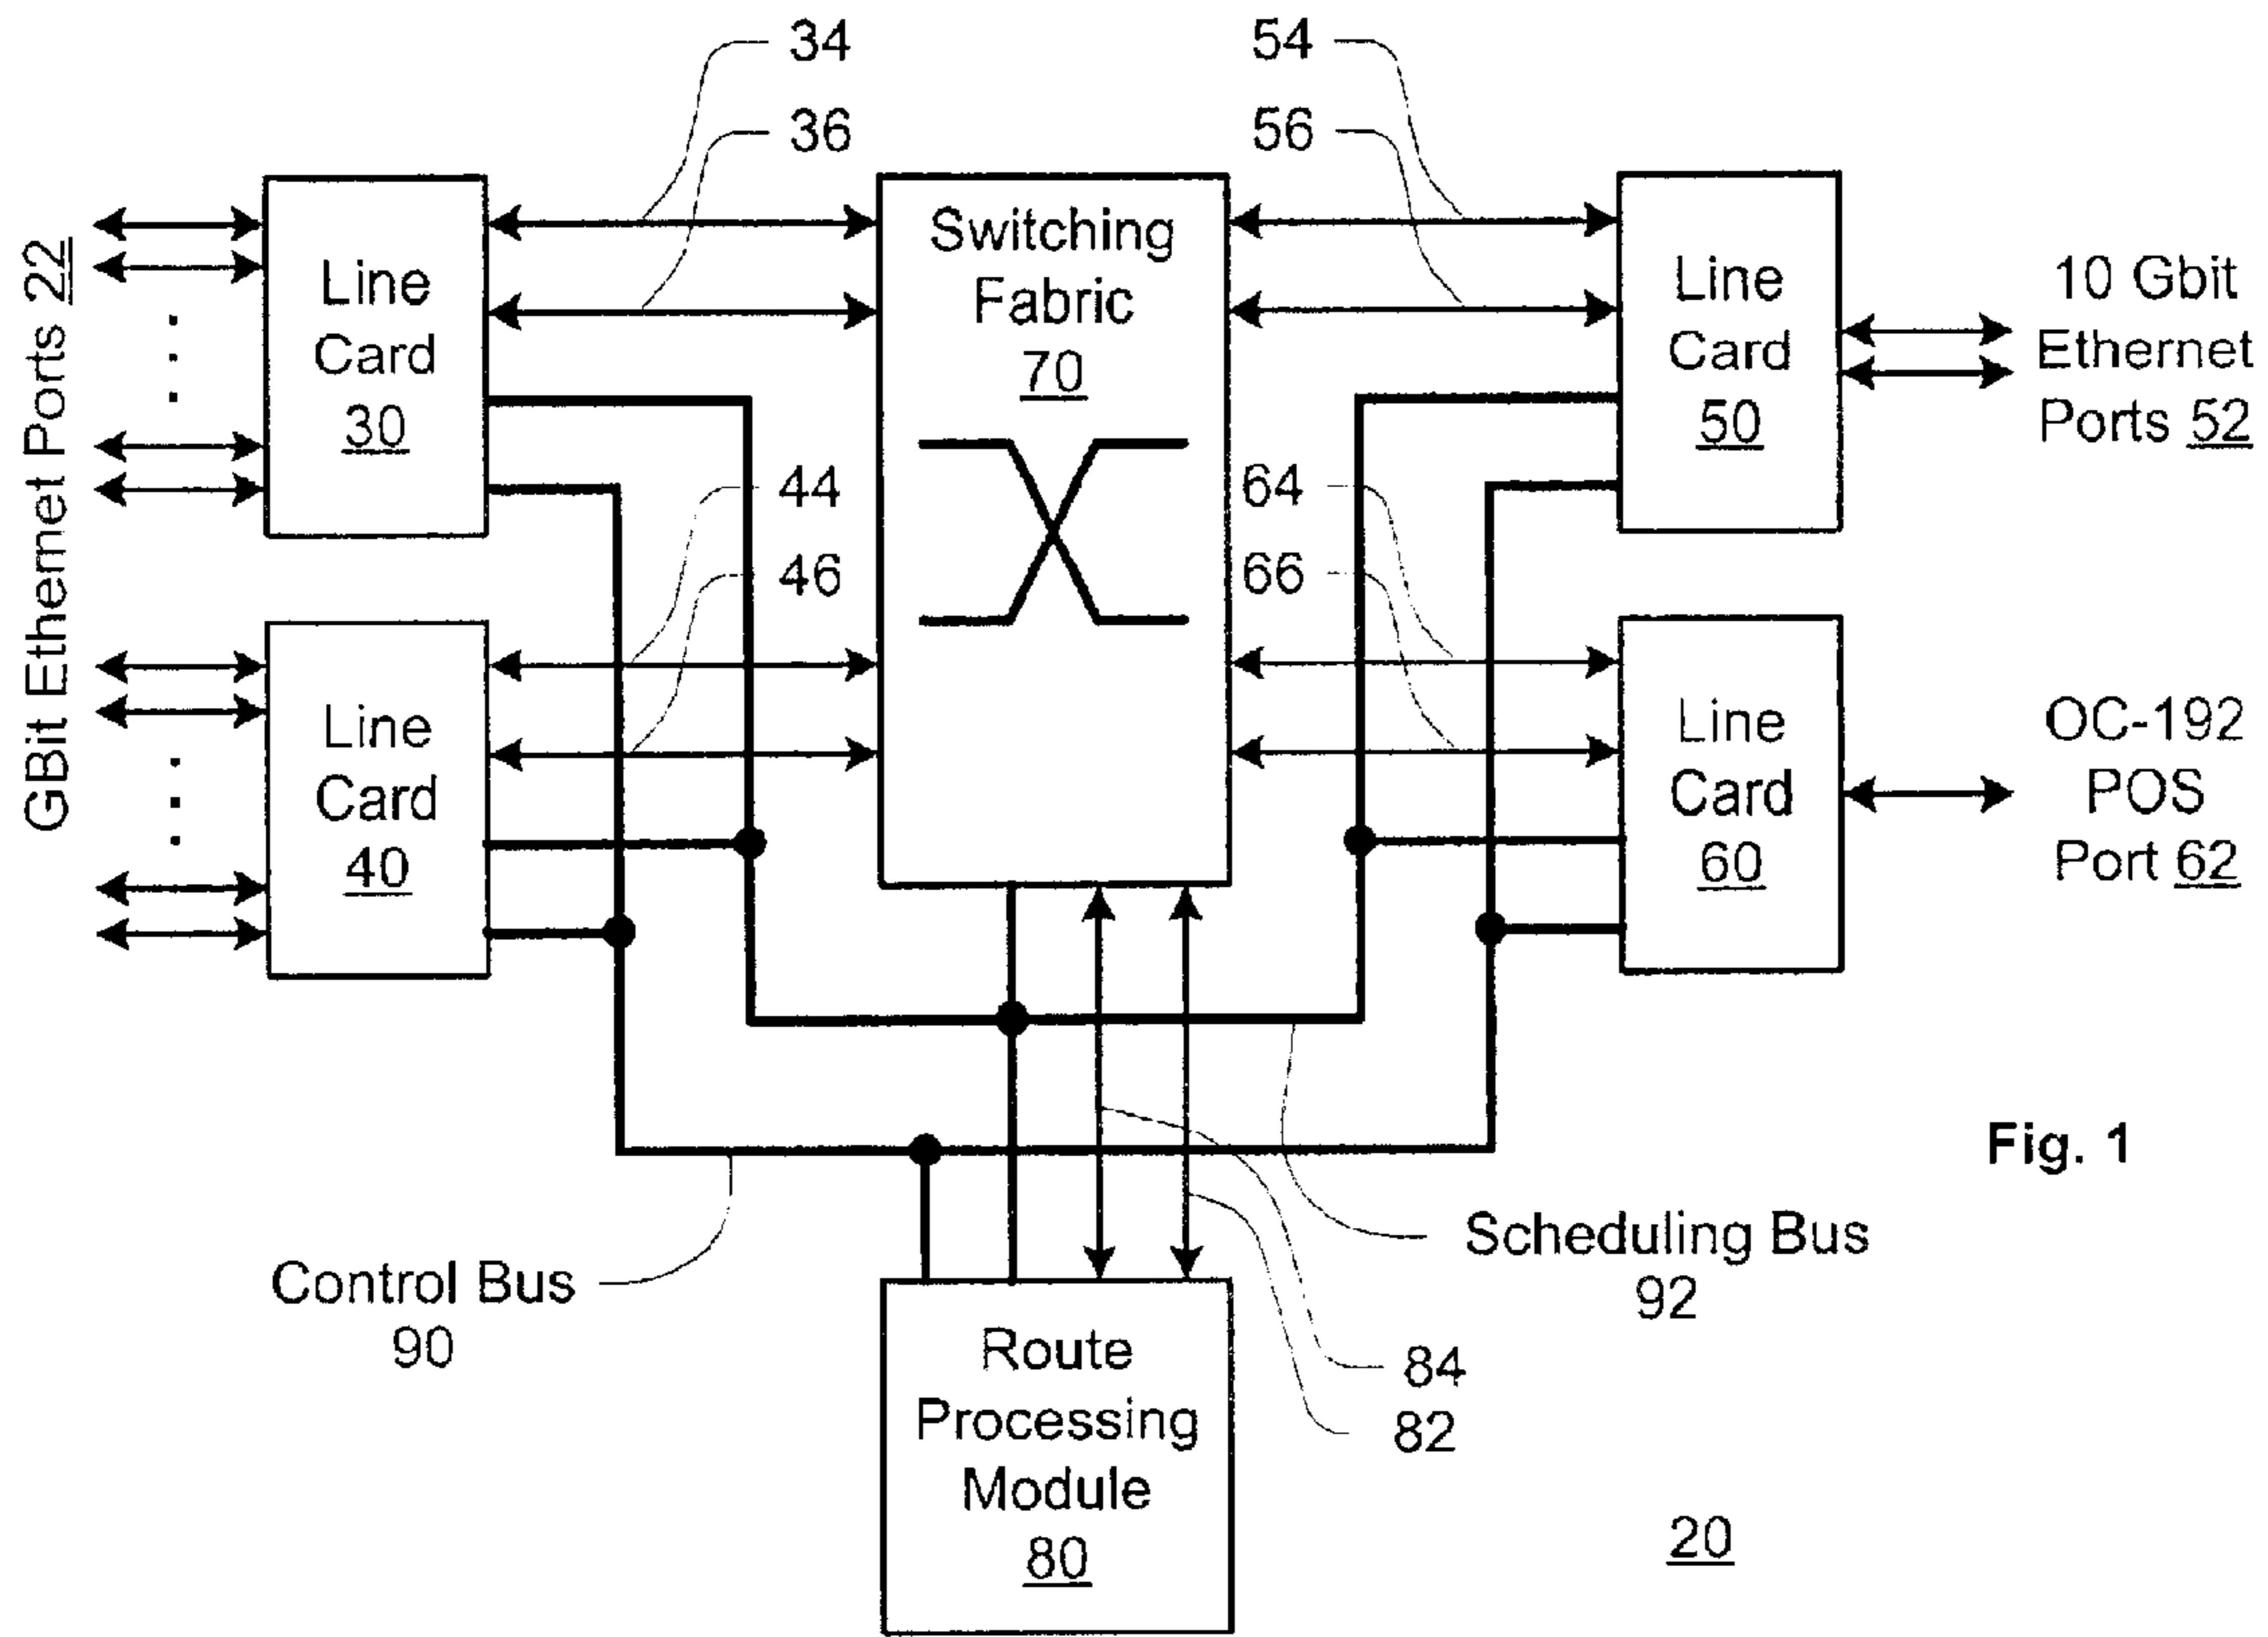 34
36
54
56
GBit Ethernet Ports 22
Line
Card
30
Switching
Fabric
70
Line
Card
50
10 Gbit
Ethernet
Ports 52
44
46
64
66
Line
Card
40
Line
Card
60
OC-192
POS
Port 62
Fig. 1
Control Bus
90
Scheduling Bus
92
84
82
Route
Processing
Module
80
20